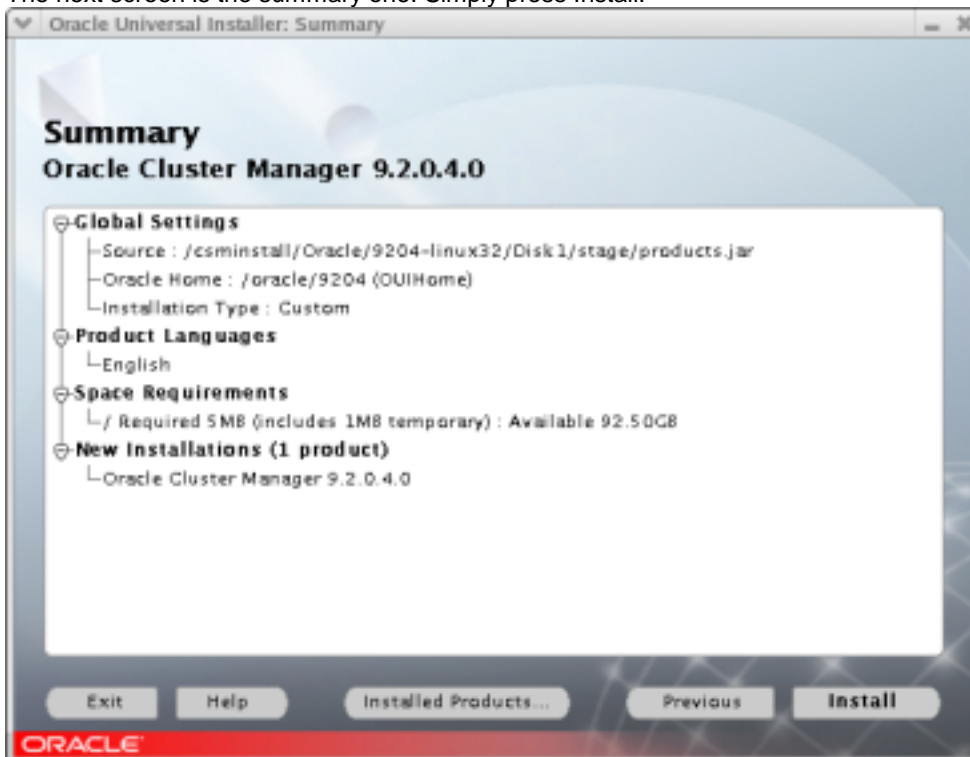 The next screen is the summary one. Simply press Install.
Oracle Universal Installer: Summary
Summary
Oracle Cluster Manager 9.2.0.4.0
Global Settings
Source : /csminstall/Oracle/9204-linux32/Disk1/stage/products.jar
Oracle Home : /oracle/9204 (OUIHome)
Installation Type : Custom
Product Languages
English
Space Requirements
/ Required 5MB (includes 1MB temporary) : Available 92.50GB
New Installations (1 product)
Oracle Cluster Manager 9.2.0.4.0
Exit Help Installed Products... Previous Install
ORACLE